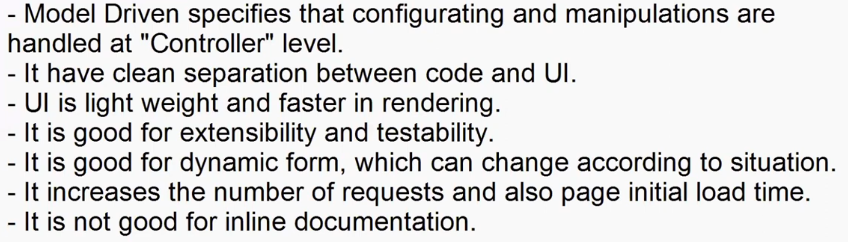 - Model Driven specifies that configurating and manipulations are
handled at "Controller" level.
- It have clean separation between code and UI.
- UI is light weight and faster in rendering.
- It is good for extensibility and testability.
- It is good for dynamic form, which can change according to situation.
- It increases the number of requests and also page initial load time.
- It is not good for inline documentation.